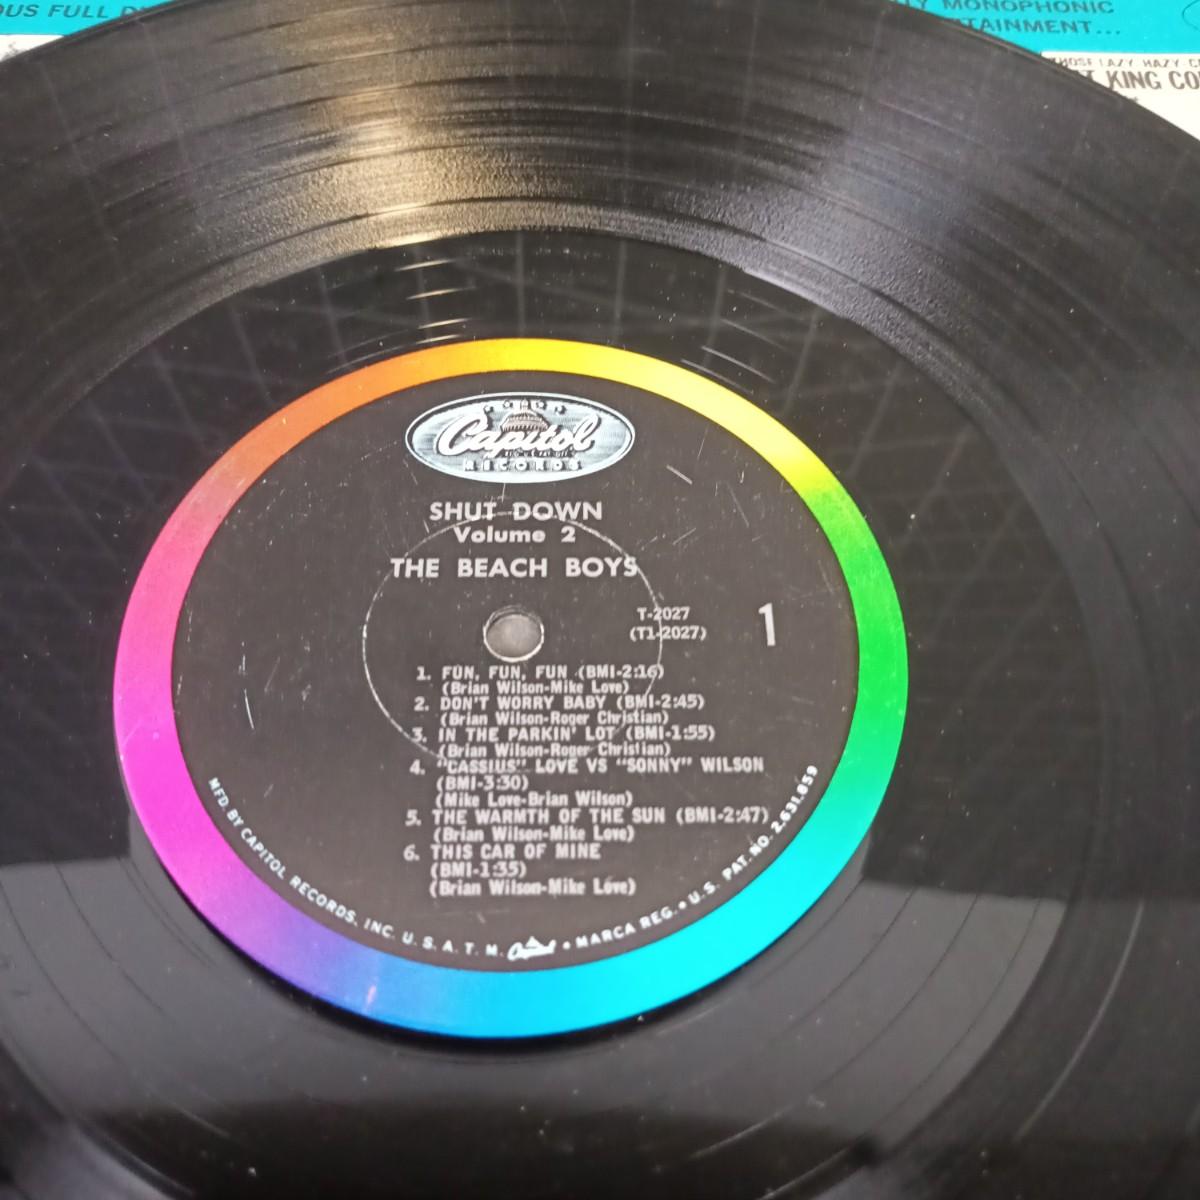 OUS FULL
LY MONOPHONIC
TAINMENT...
KING CO
Capitol
RECORDS
SHUT DOWN
Volume 2
THE BEACH BOYS
T-2027
(T1-2027)
1
1. FUN, FUN, FUN (BMI-2:16)
(Brian Wilson-Mike Love)
2. DON'T WORRY BABY (BMI-2:45)
(Brian Wilson-Roger Christian)
3. IN THE PARKIN' LOT (BMI-1:55)
(Brian Wilson-Roger Christian)
4. "CASSIUS" LOVE VS "SONNY" WILSON
(BMI-3:30)
(Mike Love-Brian Wilson)
5. THE WARMTH OF THE SUN (BMI-2:47)
(Brian Wilson-Mike Love)
6. THIS CAR OF MINE
(BMI-1:35)
(Brian Wilson-Mike Love)
MFD. BY CAPITOL RECORDS, INC. U. S. A. T. M. Capitol • MARCA REG. • U.S. PAT. NO. 2,631,859